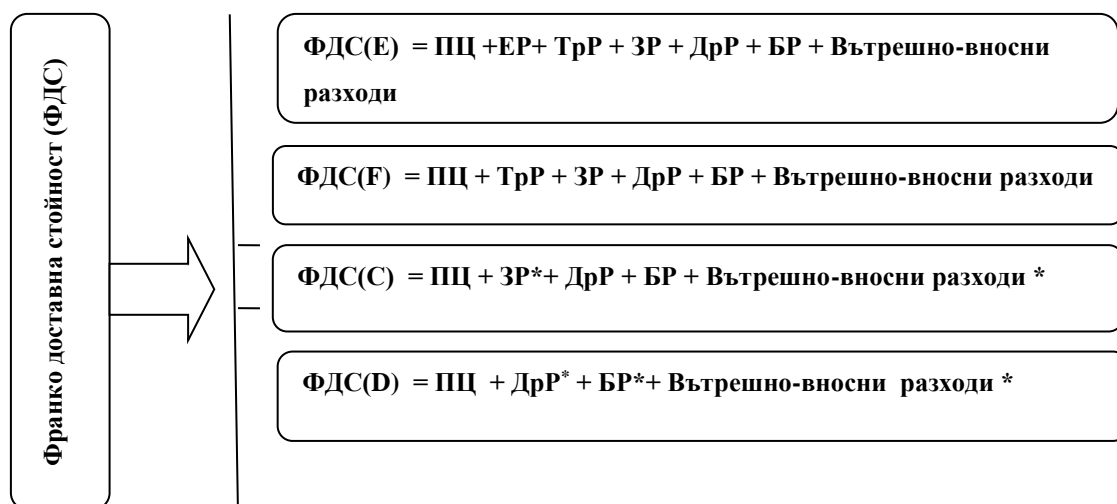 Франко доставна стойност (ФДС)
ФДС(Е) = ПЦ +ЕР+ ТрР + ЗР + ДрР + БР + Вътрешно-вносни
разходи
ФДС(F) = ПЦ + ТрР + ЗР + ДрР + БР + Вътрешно-вносни разходи
ФДС(С) = ПЦ + ЗР*+ ДрР + БР + Вътрешно-вносни разходи *
ФДС(D) = ПЦ + ДрР* + БР*+ Вътрешно-вносни разходи *